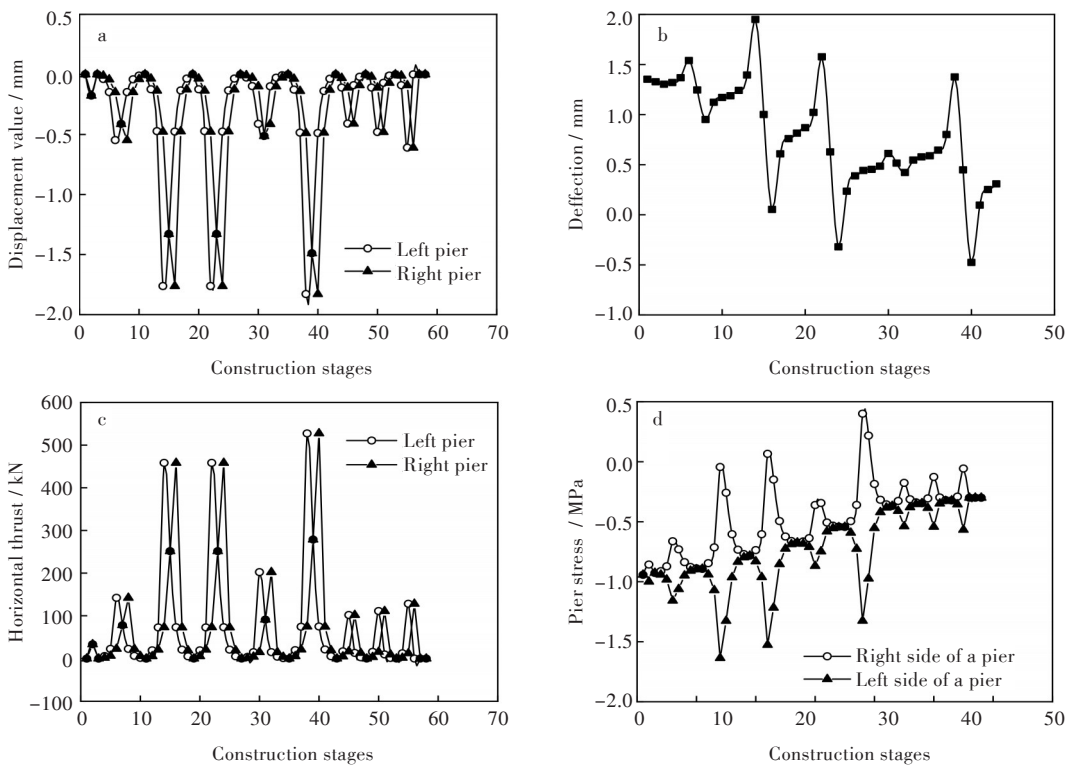 a
0.5
0.0
−0.5
−1.0
−1.5
−2.0
Displacement value / mm
Left pier
Right pier
0 10 20 30 40 50 60 70
Construction stages
b
2.0
1.5
1.0
0.5
0.0
−0.5
−1.0
Deffection / mm
0 10 20 30 40 50
Construction stages
c
600
500
400
300
200
100
0
−100
Horizontal thrust / kN
Left pier
Right pier
0 10 20 30 40 50 60 70
Construction stages
d
0.5
0.0
−0.5
−1.0
−1.5
−2.0
Pier stress / MPa
Right side of a pier
Left side of a pier
0 10 20 30 40 50
Construction stages